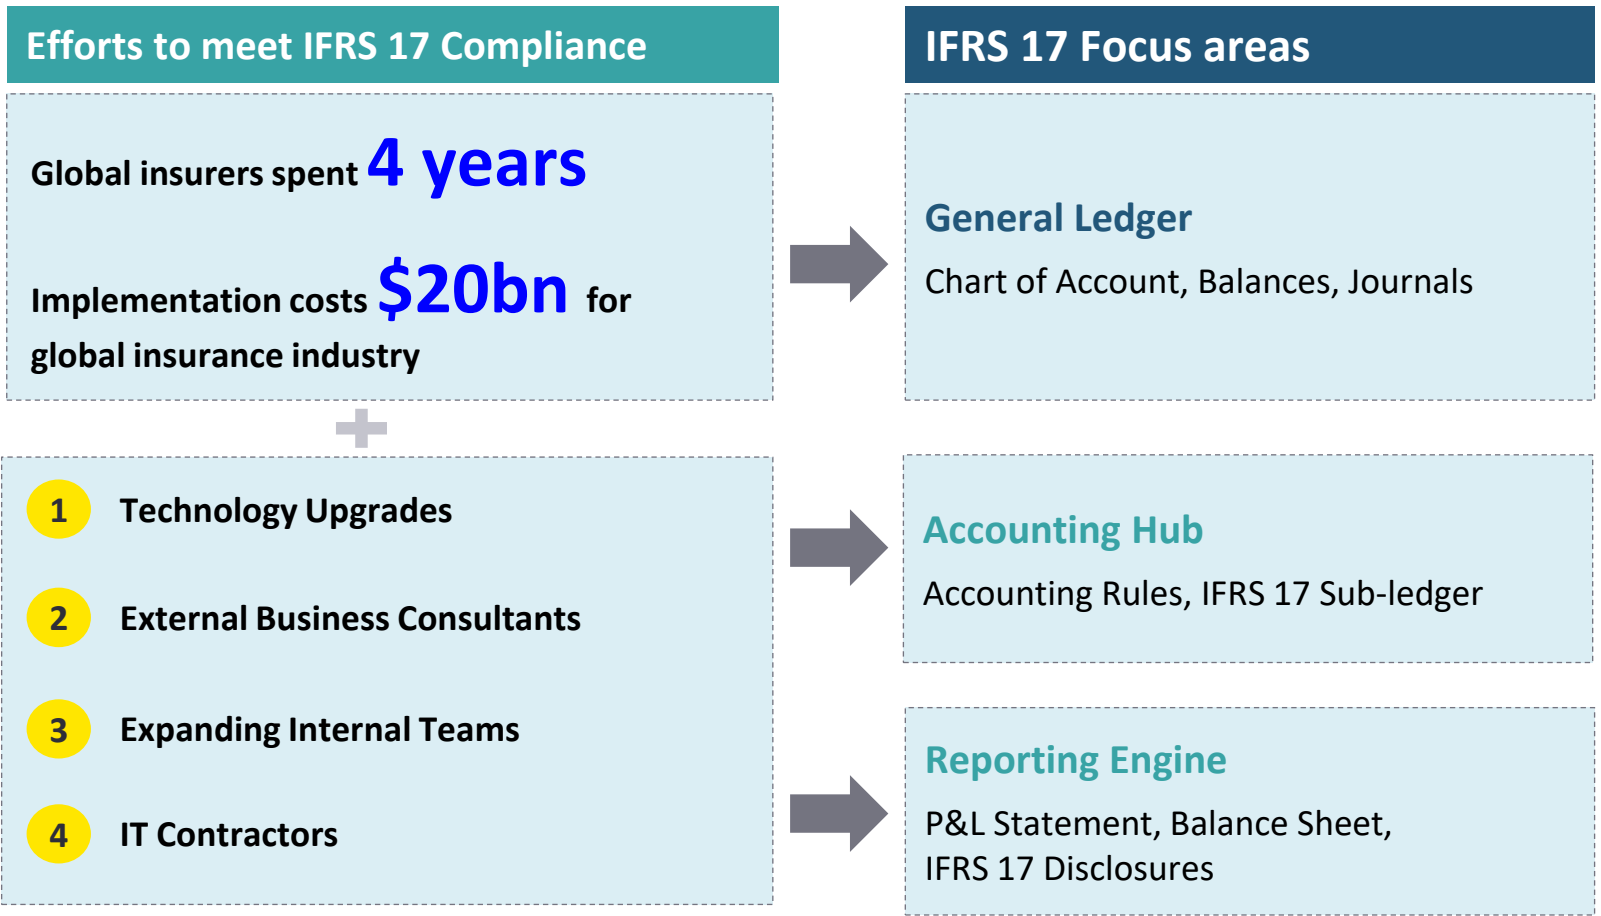 Efforts to meet IFRS 17 Compliance
Global insurers spent 4 years
Implementation costs $20bn for
global insurance industry
1 Technology Upgrades
2 External Business Consultants
3 Expanding Internal Teams
4 IT Contractors
IFRS 17 Focus areas
General Ledger
Chart of Account, Balances, Journals
Accounting Hub
Accounting Rules, IFRS 17 Sub-ledger
Reporting Engine
P&L Statement, Balance Sheet,
IFRS 17 Disclosures